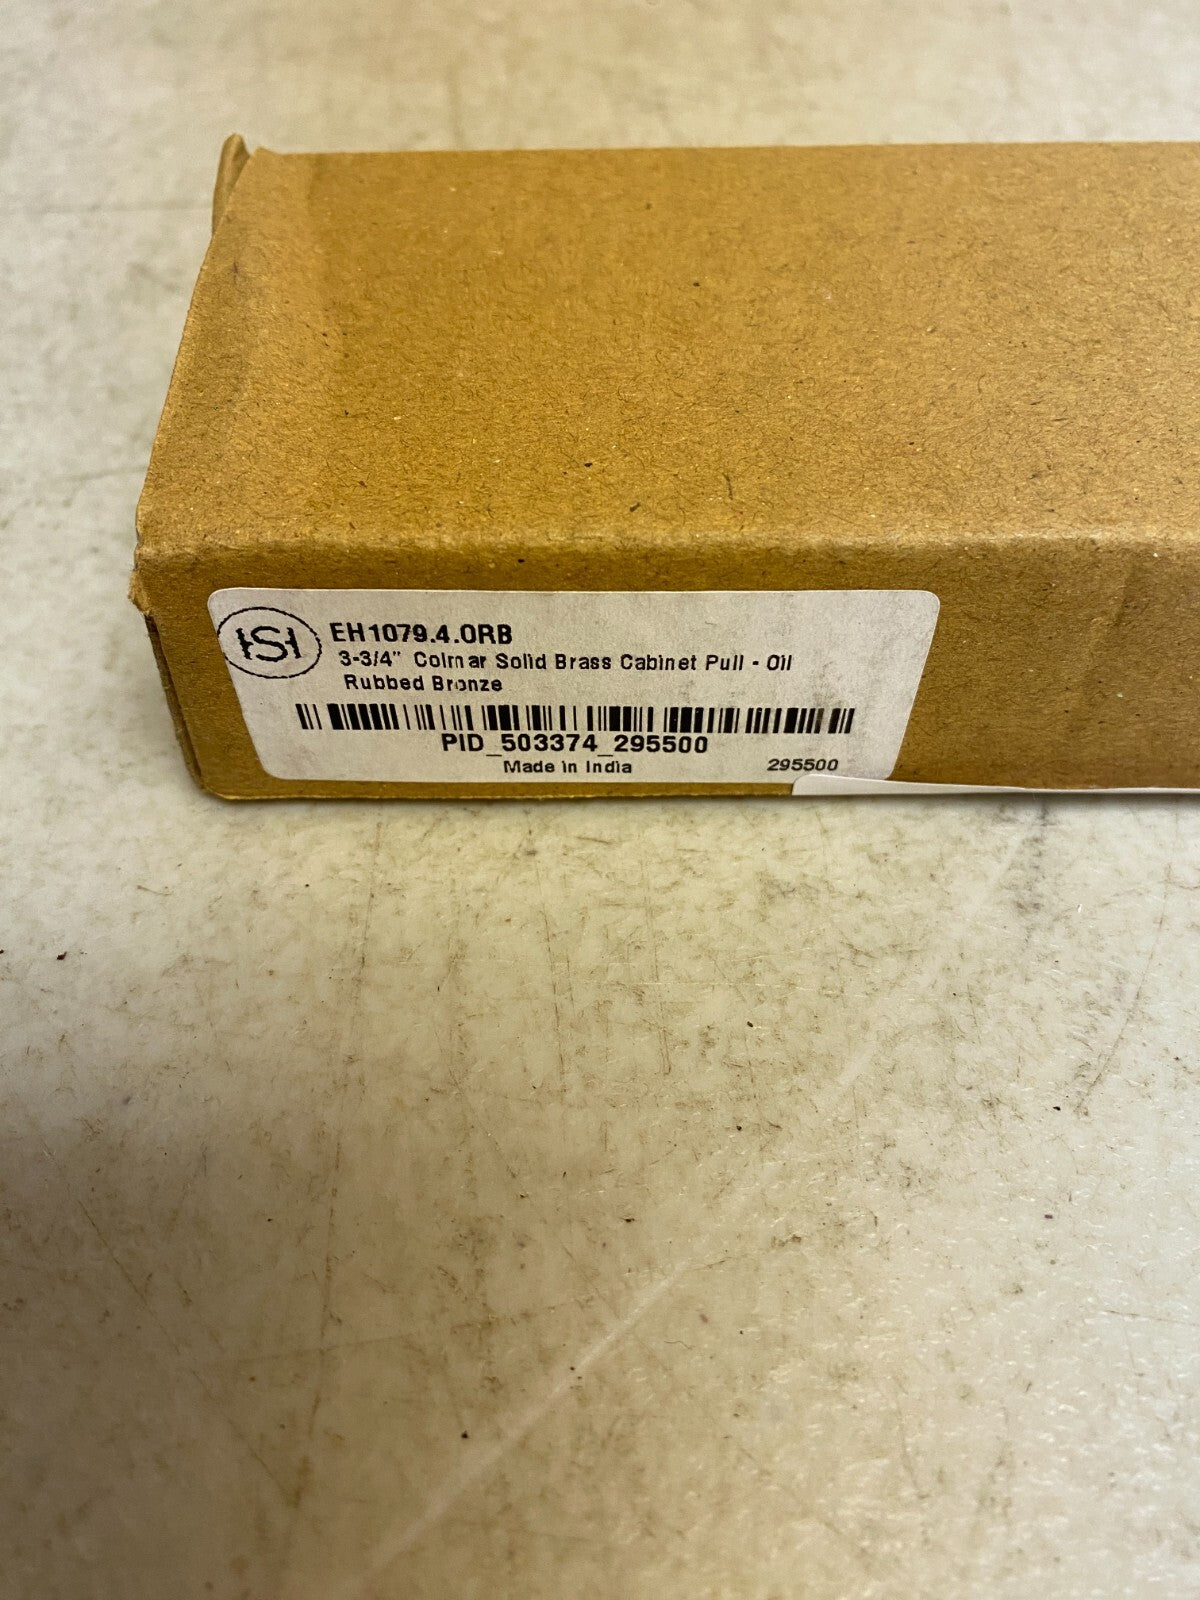 HSH
EH1079.4.ORB
3-3/4" Colmar Solid Brass Cabinet Pull - Oil
Rubbed Bronze
PID_503374_295500
Made in India
295500